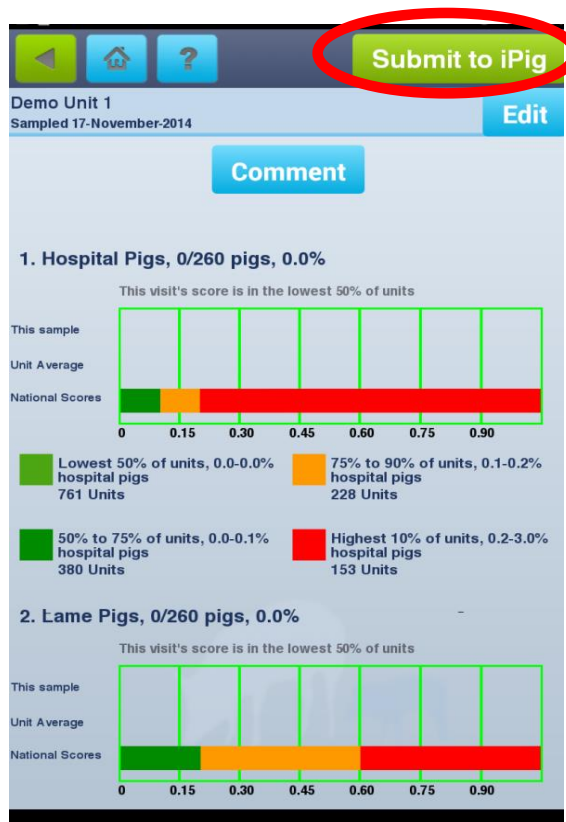 Submit to iPig
?
Demo Unit 1
Sampled 17-November-2014
Edit
Comment
1. Hospital Pigs, 0/260 pigs, 0.0%
This visit's score is in the lowest 50% of units
This sample
Unit Average
National Scores
0 0.15 0.30 0.45 0.60 0.75 0.90
Lowest 50% of units, 0.0-0.0%
hospital pigs
761 Units
75% to 90% of units, 0.1-0.2%
hospital pigs
228 Units
50% to 75% of units, 0.0-0.1%
hospital pigs
380 Units
Highest 10% of units, 0.2-3.0%
hospital pigs
153 Units
2. Lame Pigs, 0/260 pigs, 0.0%
This visit's score is in the lowest 50% of units
This sample
Unit Average
National Scores
0 0.15 0.30 0.45 0.60 0.75 0.90